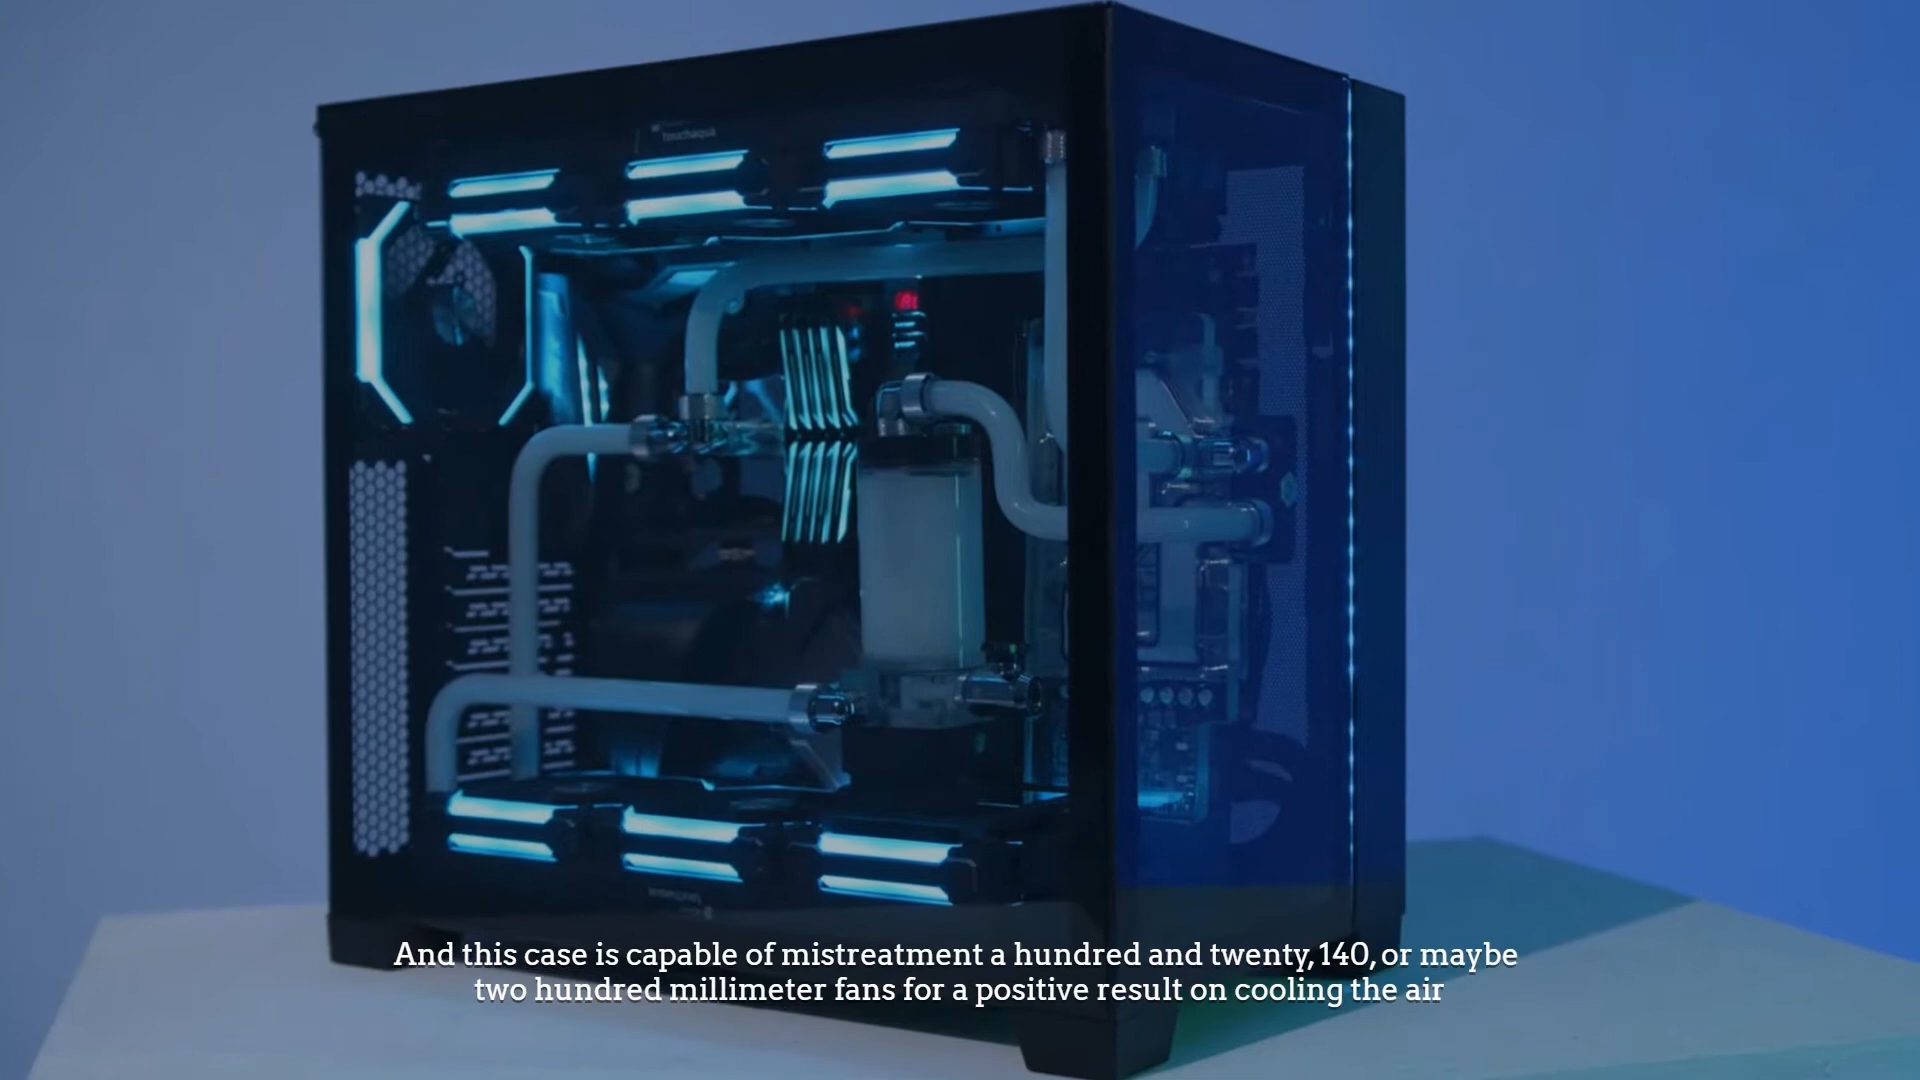 And this case is capable of mistreatment a hundred and twenty, 140, or maybe
two hundred millimeter fans for a positive result on cooling the air